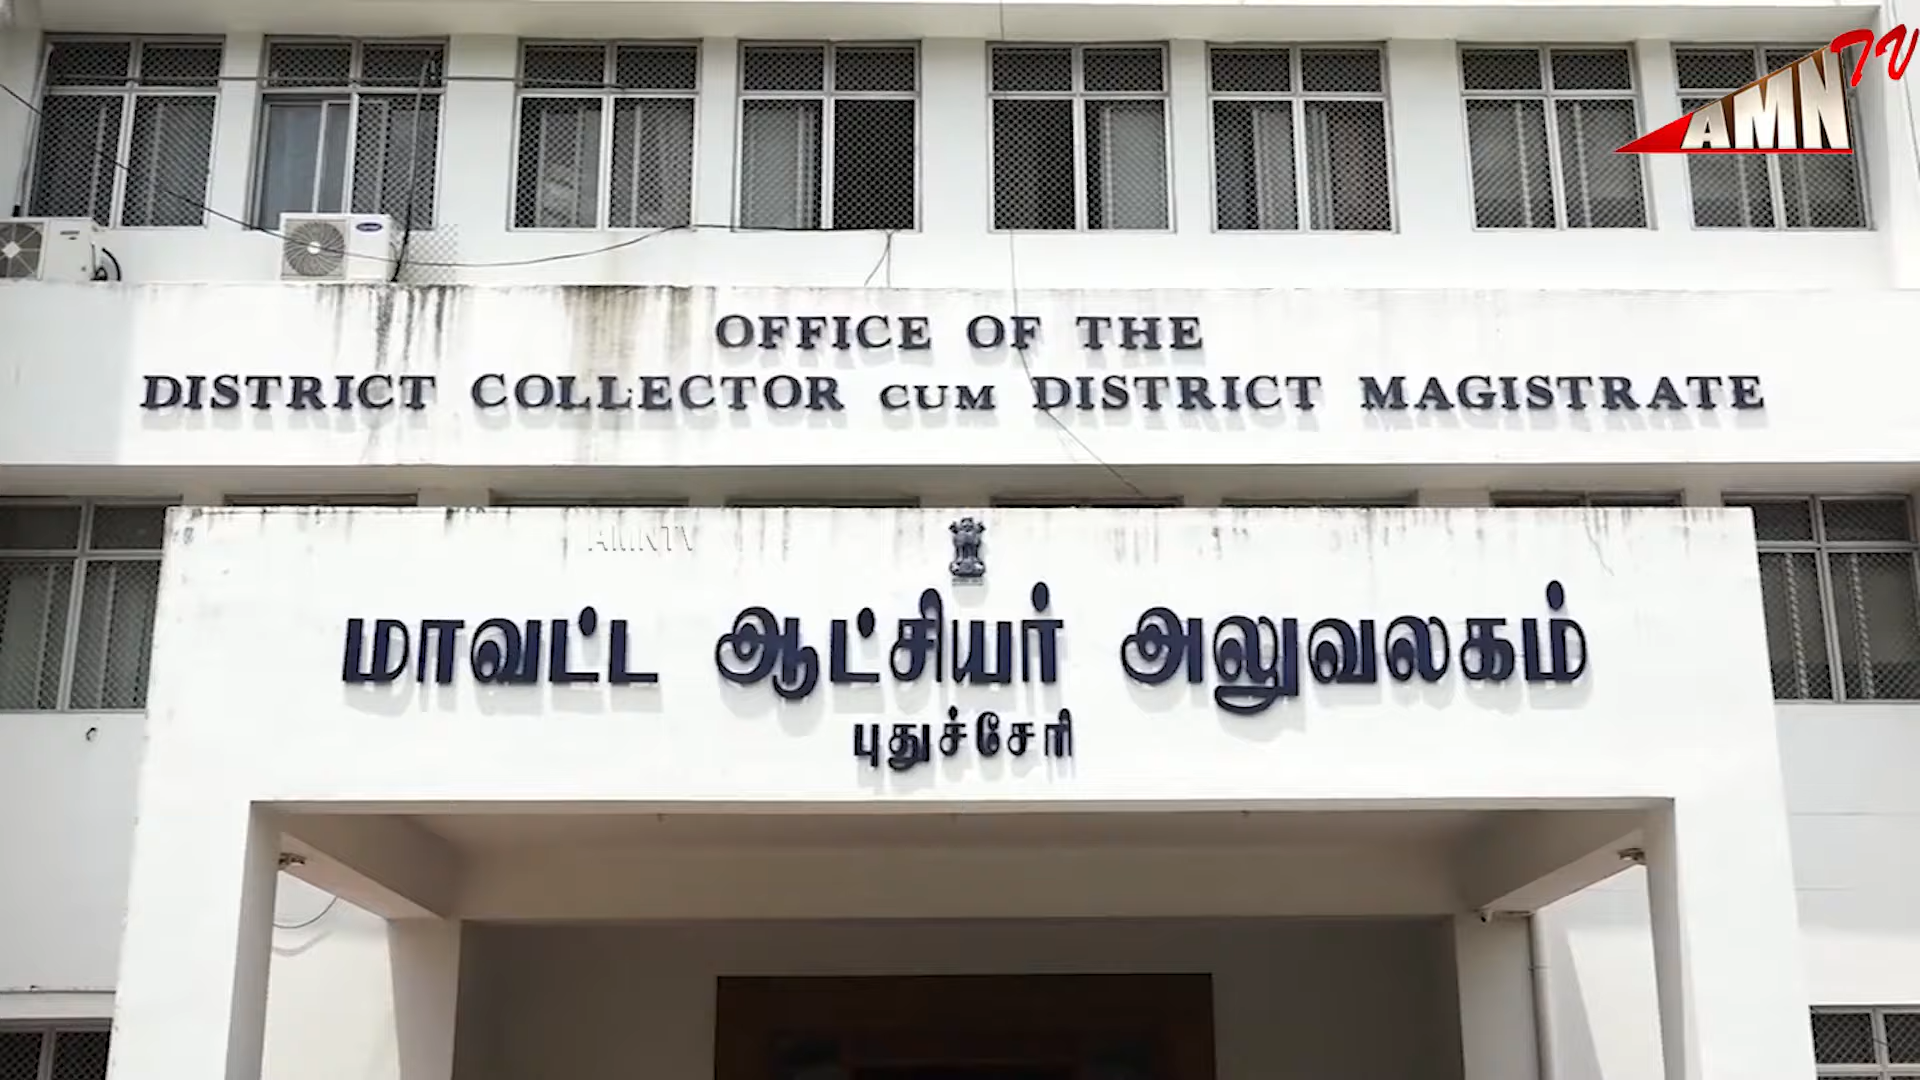 AMN TV
OFFICE OF THE
DISTRICT COLLECTOR CUM DISTRICT MAGISTRATE
AMNTV
மாவட்ட ஆட்சியர் அலுவலகம்
புதுச்சேரி